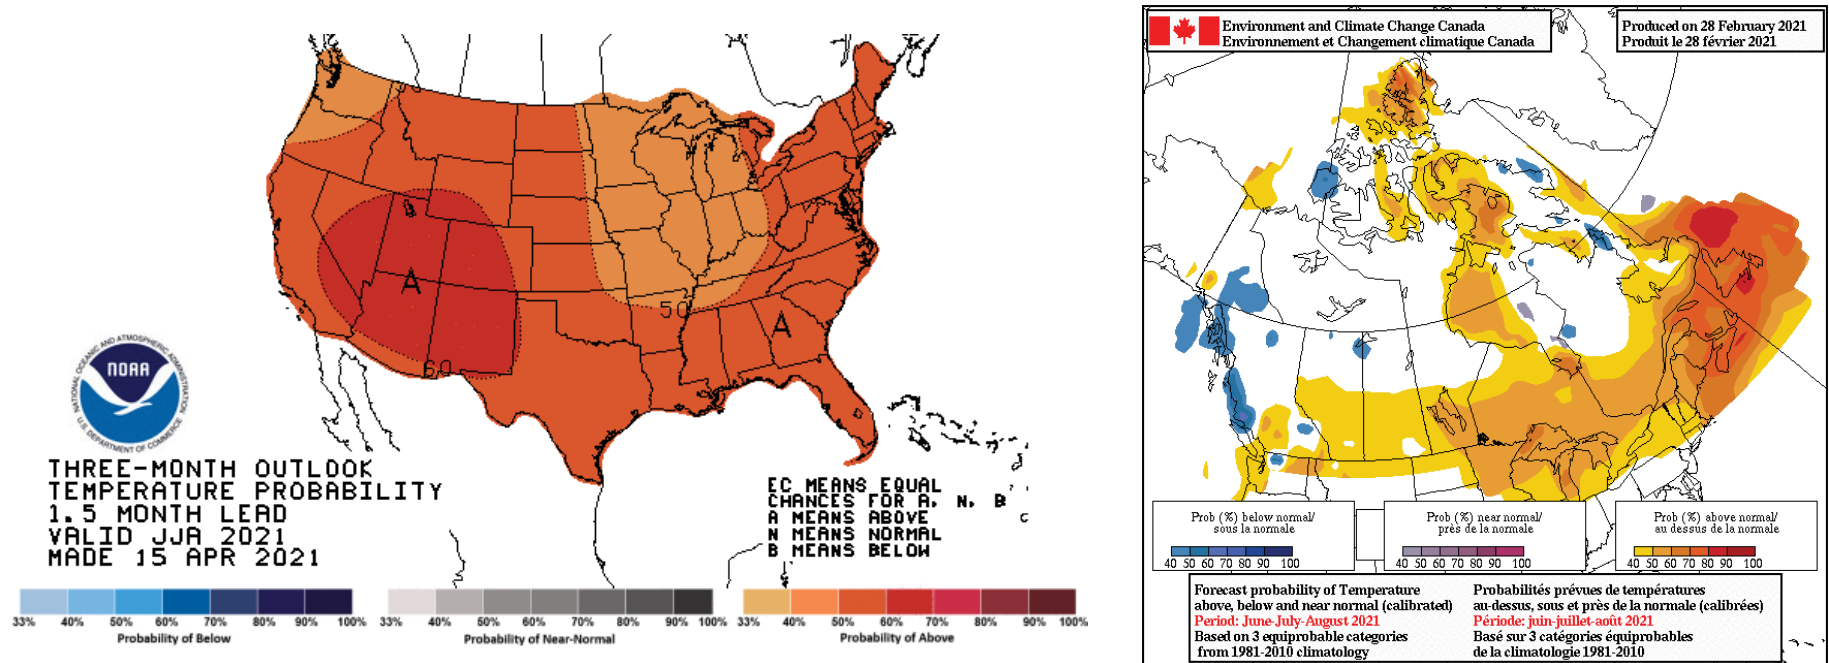 A
A
50
60
NATIONAL OCEANIC AND ATMOSPHERIC ADMINISTRATION
NOAA
U.S. DEPARTMENT OF COMMERCE
THREE-MONTH OUTLOOK
TEMPERATURE PROBABILITY
1.5 MONTH LEAD
VALID JJA 2021
MADE 15 APR 2021
EC MEANS EQUAL
CHANCES FOR A, N, B
A MEANS ABOVE
N MEANS NORMAL
B MEANS BELOW
C
33% 40% 50% 60% 70% 80% 90% 100%
Probability of Below
33% 40% 50% 60% 70% 80% 90% 100%
Probability of Near-Normal
33% 40% 50% 60% 70% 80% 90% 100%
Probability of Above
Environment and Climate Change Canada
Environnement et Changement climatique Canada
Produced on 28 February 2021
Produit le 28 février 2021
Prob (%) below normal/
sous la normale
40 50 60 70 80 90 100
Prob (%) near normal/
près de la normale
40 50 60 70 80 90 100
Prob (%) above normal/
au dessus de la normale
40 50 60 70 80 90 100
Forecast probability of Temperature
above, below and near normal (calibrated)
Period: June-July-August 2021
Based on 3 equiprobable categories
from 1981-2010 climatology
Probabilités prévues de températures
au-dessus, sous et près de la normale (calibrées)
Période: juin-juillet-août 2021
Basé sur 3 catégories équiprobables
de la climatologie 1981-2010